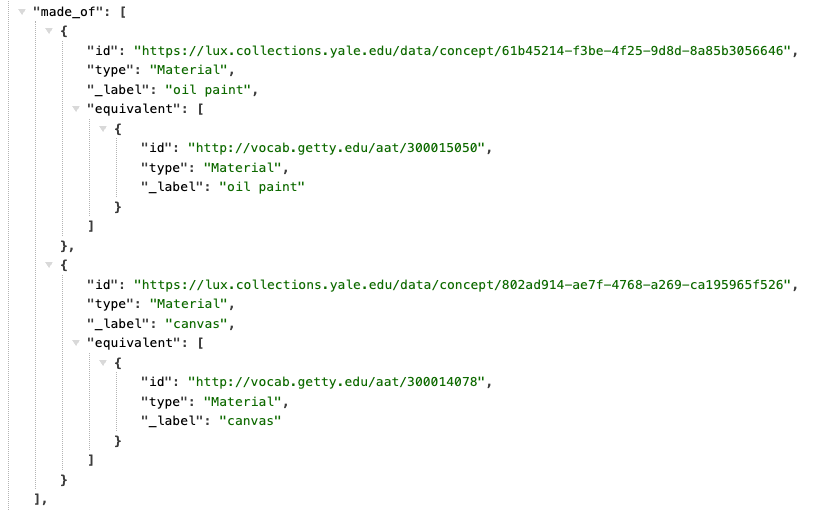 "made_of": [
{
"id": "https://lux.collections.yale.edu/data/concept/61b45214-f3be-4f25-9d8d-8a85b3056646",
"type": "Material",
"_label": "oil paint",
"equivalent": [
{
"id": "http://vocab.getty.edu/aat/300015050",
"type": "Material",
"_label": "oil paint"
}
]
},
{
"id": "https://lux.collections.yale.edu/data/concept/802ad914-ae7f-4768-a269-ca195965f526",
"type": "Material",
"_label": "canvas",
"equivalent": [
{
"id": "http://vocab.getty.edu/aat/300014078",
"type": "Material",
"_label": "canvas"
}
]
}
],